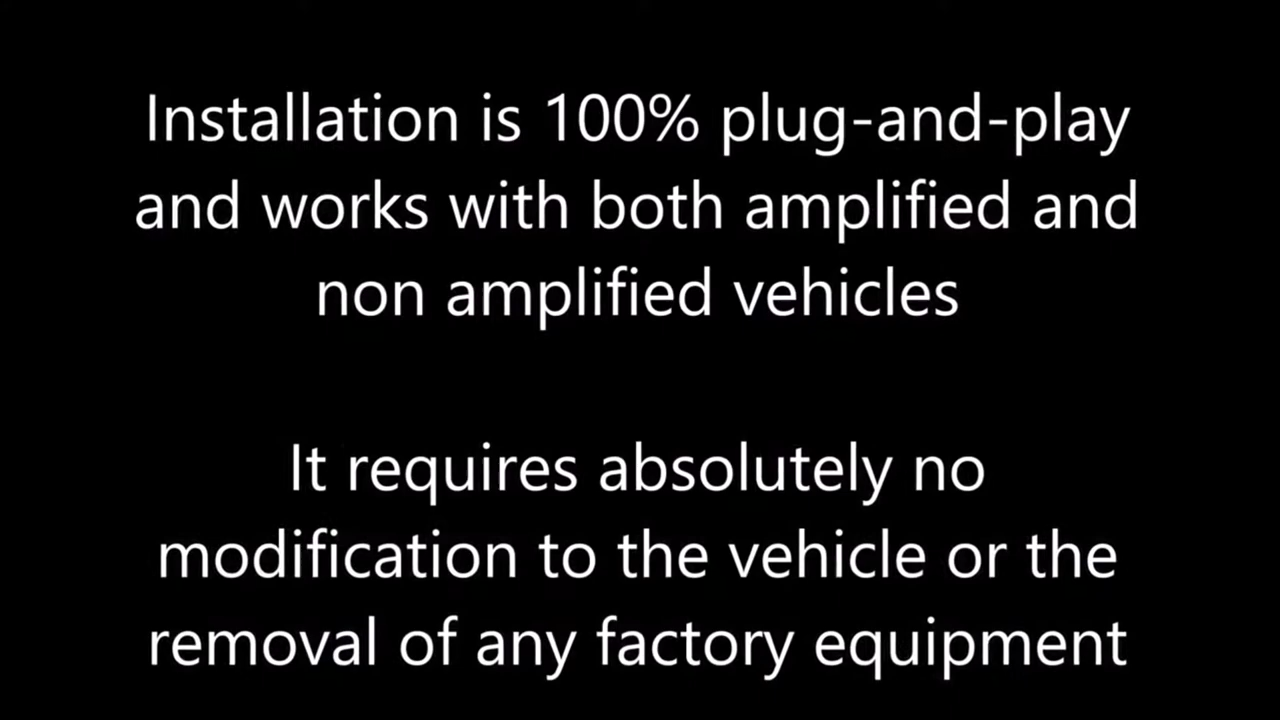 Installation is 100% plug-and-play
and works with both amplified and
non amplified vehicles
It requires absolutely no
modification to the vehicle or the
removal of any factory equipment